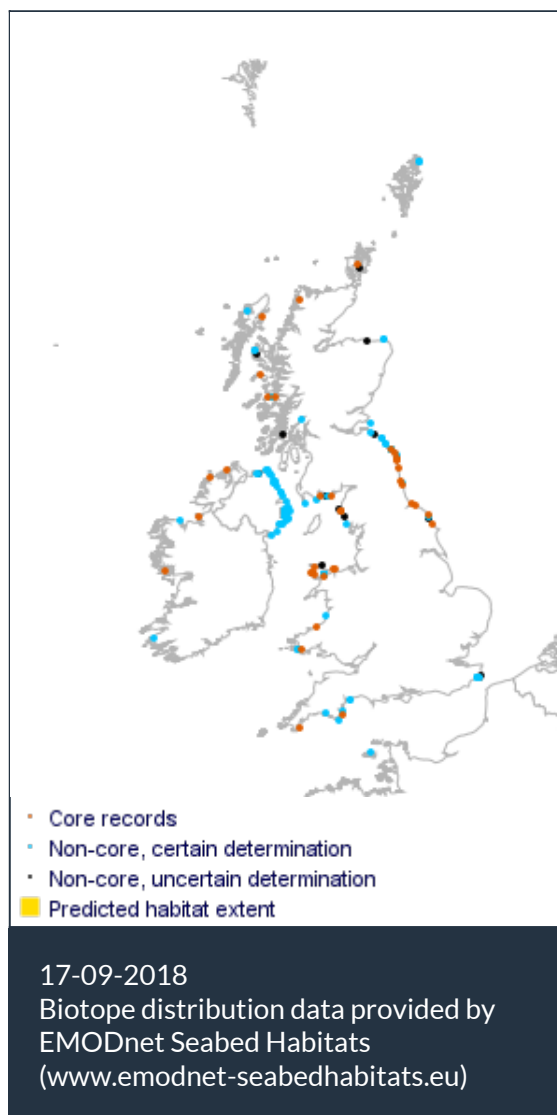 Core records
Non-core, certain determination
Non-core, uncertain determination
Predicted habitat extent
17-09-2018
Biotope distribution data provided by
EMODnet Seabed Habitats
(www.emodnet-seabedhabitats.eu)